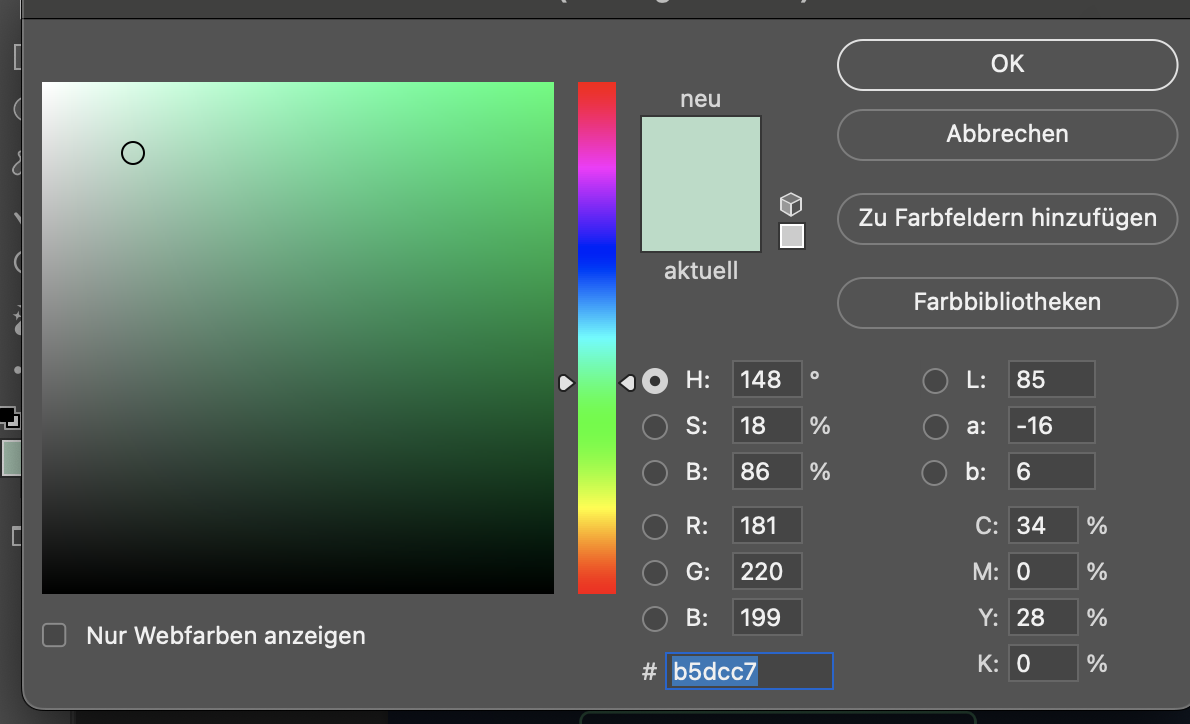 neu
aktuell
OK
Abbrechen
Zu Farbfeldern hinzufügen
Farbbibliotheken
H: 148 °
S: 18 %
B: 86 %
R: 181
G: 220
B: 199
# b5dcc7
L: 85
a: -16
b: 6
C: 34 %
M: 0 %
Y: 28 %
K: 0 %
Nur Webfarben anzeigen